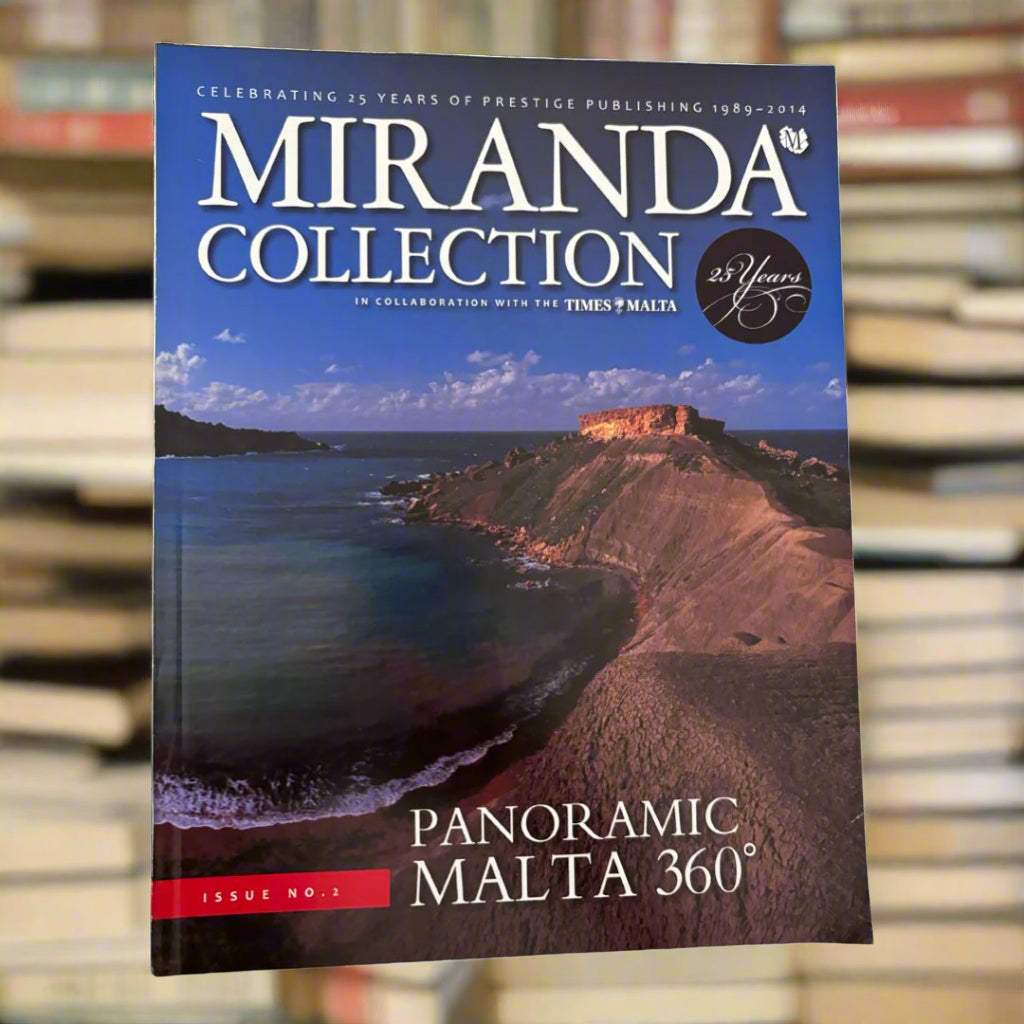 CELEBRATING 25 YEARS OF PRESTIGE PUBLISHING 1989~2014
MIRANDA
M
COLLECTION
25 Years
IN COLLABORATION WITH THE TIMES OF MALTA
PANORAMIC
MALTA 360°
ISSUE NO.2